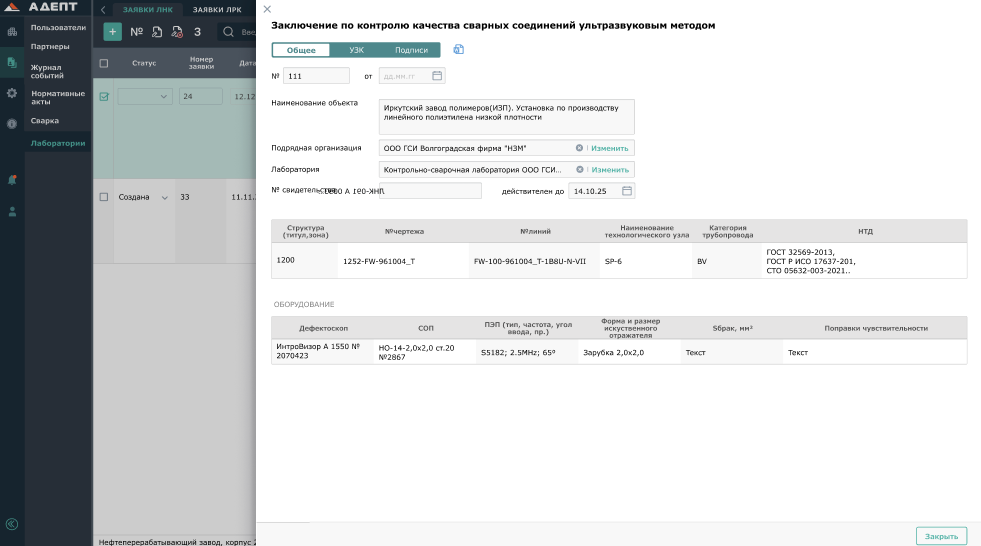 АДЕПТ
Пользователи
Партнеры
Журнал
событий
Нормативные
акты
Сварка
Лаборатории
ЗАЯВКИ ЛНК
ЗАЯВКИ ЛРК
+ № З
Статус
Номер
заявки
Дата
24
12.12
Создана
33
11.11.
Нефтеперерабатывающий завод, корпус 2
Заключение по контролю качества сварных соединений ультразвуковым методом
Общее
УЗК
Подписи
№ 111 от дд.мм.гг
Наименование объекта
Иркутский завод полимеров(ИЗП). Установка по производству
линейного полиэтилена низкой плотности
Подрядная организация
ООО ГСИ Волгоградская фирма "НЗМ"
Изменить
Лаборатория
Контрольно-сварочная лаборатория ООО ГСИ...
Изменить
№ свидетельства
действителен до 14.10.25
Структура
(титул,зона)
№чертежа
№линий
Наименование
технологического узла
Категория
трубопровода
НТД
1200
1252-FW-961004_T
FW-100-961004_T-1B8U-N-VII
SP-6
BV
ГОСТ 32569-2013,
ГОСТ Р ИСО 17637-201,
СТО 05632-003-2021..
ОБОРУДОВАНИЕ
Дефектоскоп
СОП
ПЭП (тип, частота, угол
ввода, пр.)
Форма и размер
искуственного
отражателя
Sбрак, мм²
Поправки чувствительности
ИнтроВизор А 1550 №
2070423
НО-14-2,0х2,0 ст.20
№2867
S5182; 2.5MHz; 65º
Зарубка 2,0х2,0
Текст
Текст
Закрыть